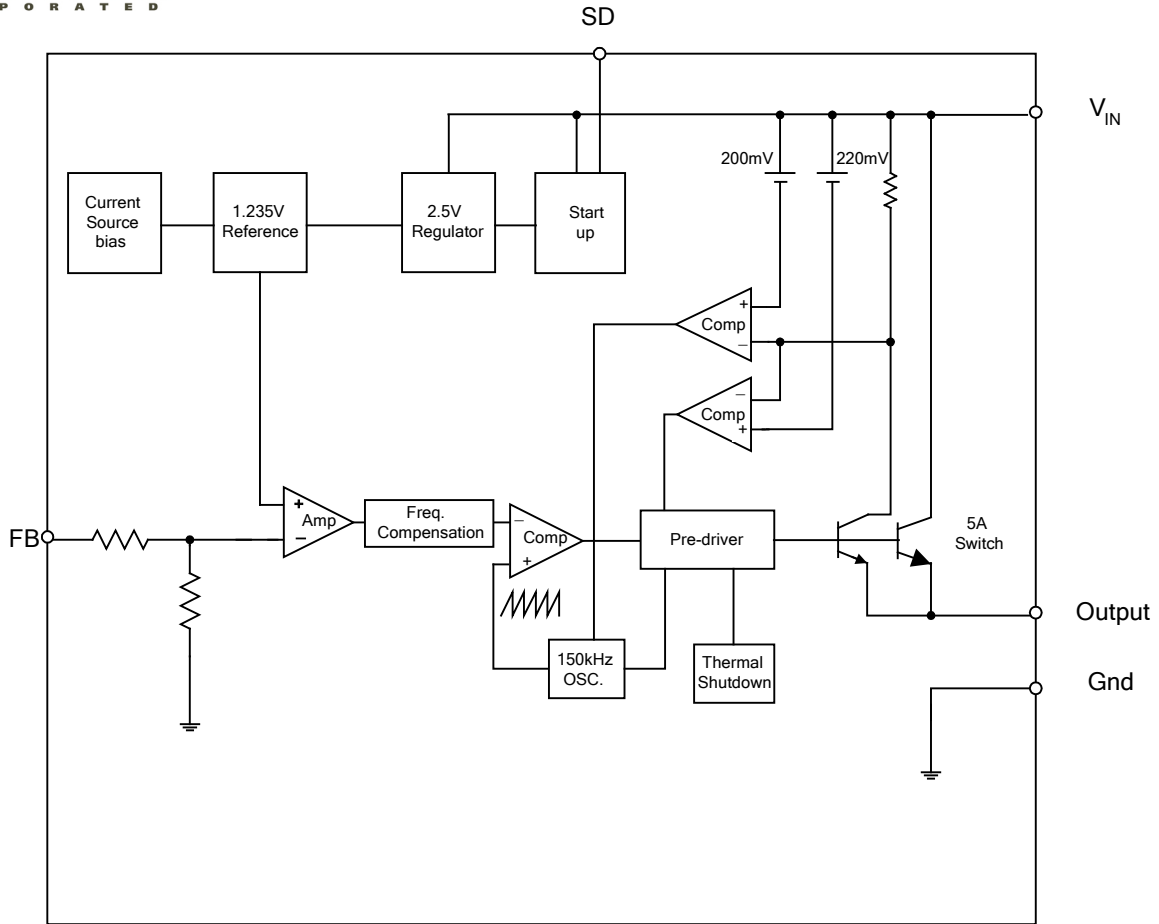 P O R A T E D
SD
V_IN
200mV
220mV
Current
Source
bias
1.235V
Reference
2.5V
Regulator
Start
up
+
Comp
–
–
Comp
+
FB
+
Amp
–
Freq.
Compensation
–
Comp
+
Pre-driver
5A
Switch
150kHz
OSC.
Thermal
Shutdown
Output
Gnd